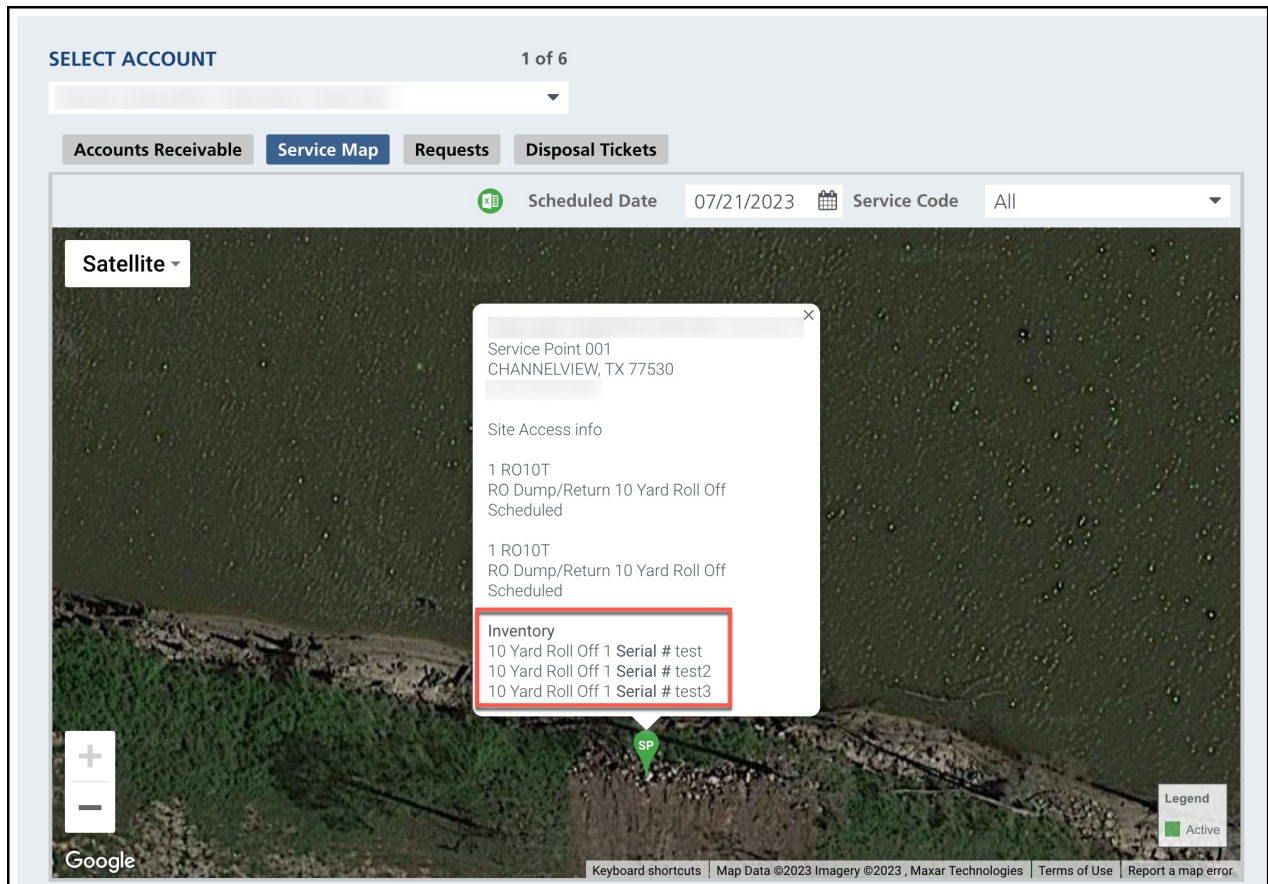 SELECT ACCOUNT 1 of 6
Accounts Receivable Service Map Requests Disposal Tickets
Scheduled Date 07/21/2023 Service Code All
Satellite
Service Point 001
CHANNELVIEW, TX 77530
Site Access info
1 RO10T
RO Dump/Return 10 Yard Roll Off
Scheduled
1 RO10T
RO Dump/Return 10 Yard Roll Off
Scheduled
Inventory
10 Yard Roll Off 1 Serial # test
10 Yard Roll Off 1 Serial # test2
10 Yard Roll Off 1 Serial # test3
SP
Legend
Active
Google
Keyboard shortcuts Map Data ©2023 Imagery ©2023 , Maxar Technologies Terms of Use Report a map error